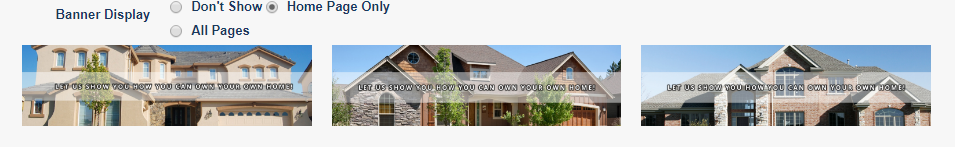 Banner Display
Don't Show Home Page Only
All Pages
LET US SHOW YOU HOW YOU CAN OWN YOUR OWN HOME!
LET US SHOW YOU HOW YOU CAN OWN YOUR OWN HOME!
LET US SHOW YOU HOW YOU CAN OWN YOUR OWN HOME!